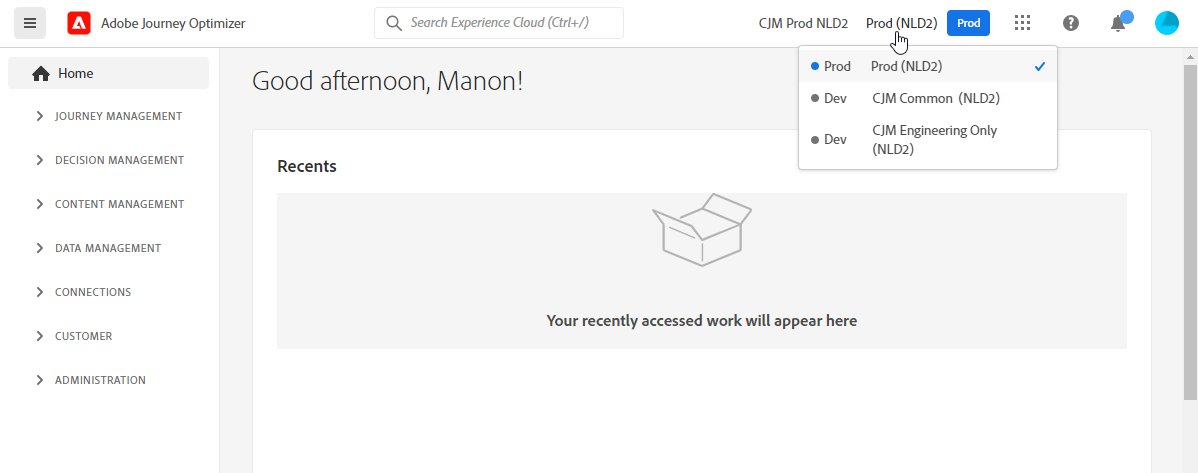 Adobe Journey Optimizer
Search Experience Cloud (Ctrl+/)
CJM Prod NLD2
Prod (NLD2)
Prod
Prod Prod (NLD2)
Dev CJM Common (NLD2)
Dev CJM Engineering Only
(NLD2)
Home
JOURNEY MANAGEMENT
DECISION MANAGEMENT
CONTENT MANAGEMENT
DATA MANAGEMENT
CONNECTIONS
CUSTOMER
ADMINISTRATION
Good afternoon, Manon!
Recents
Your recently accessed work will appear here